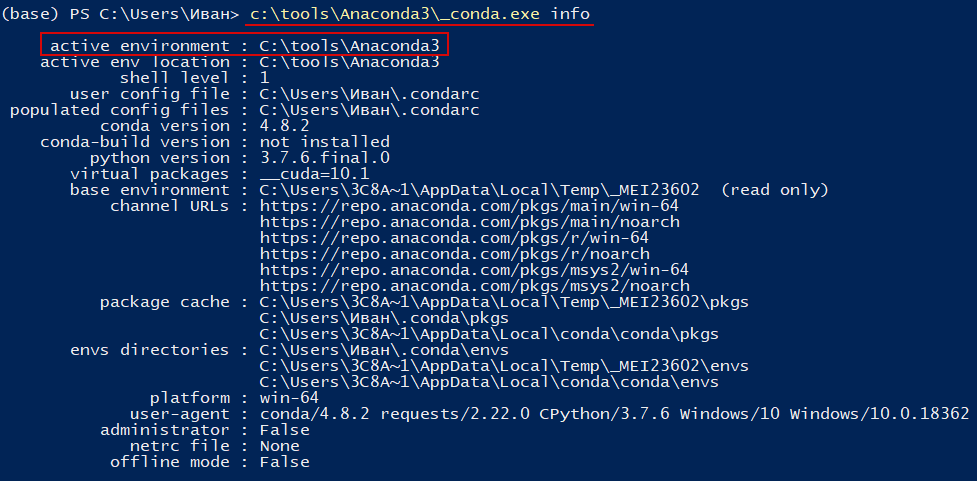 (base) PS C:\Users\Иван> c:\tools\Anaconda3\_conda.exe info
active environment : C:\tools\Anaconda3
active env location : C:\tools\Anaconda3
shell level : 1
user config file : C:\Users\Иван\.condarc
populated config files : C:\Users\Иван\.condarc
conda version : 4.8.2
conda-build version : not installed
python version : 3.7.6.final.0
virtual packages : __cuda=10.1
base environment : C:\Users\3C8A~1\AppData\Local\Temp\_MEI23602  (read only)
channel URLs : https://repo.anaconda.com/pkgs/main/win-64
https://repo.anaconda.com/pkgs/main/noarch
https://repo.anaconda.com/pkgs/r/win-64
https://repo.anaconda.com/pkgs/r/noarch
https://repo.anaconda.com/pkgs/msys2/win-64
https://repo.anaconda.com/pkgs/msys2/noarch
package cache : C:\Users\3C8A~1\AppData\Local\Temp\_MEI23602\pkgs
C:\Users\Иван\.conda\pkgs
C:\Users\3C8A~1\AppData\Local\conda\conda\pkgs
envs directories : C:\Users\Иван\.conda\envs
C:\Users\3C8A~1\AppData\Local\Temp\_MEI23602\envs
C:\Users\3C8A~1\AppData\Local\conda\conda\envs
platform : win-64
user-agent : conda/4.8.2 requests/2.22.0 CPython/3.7.6 Windows/10 Windows/10.0.18362
administrator : False
netrc file : None
offline mode : False